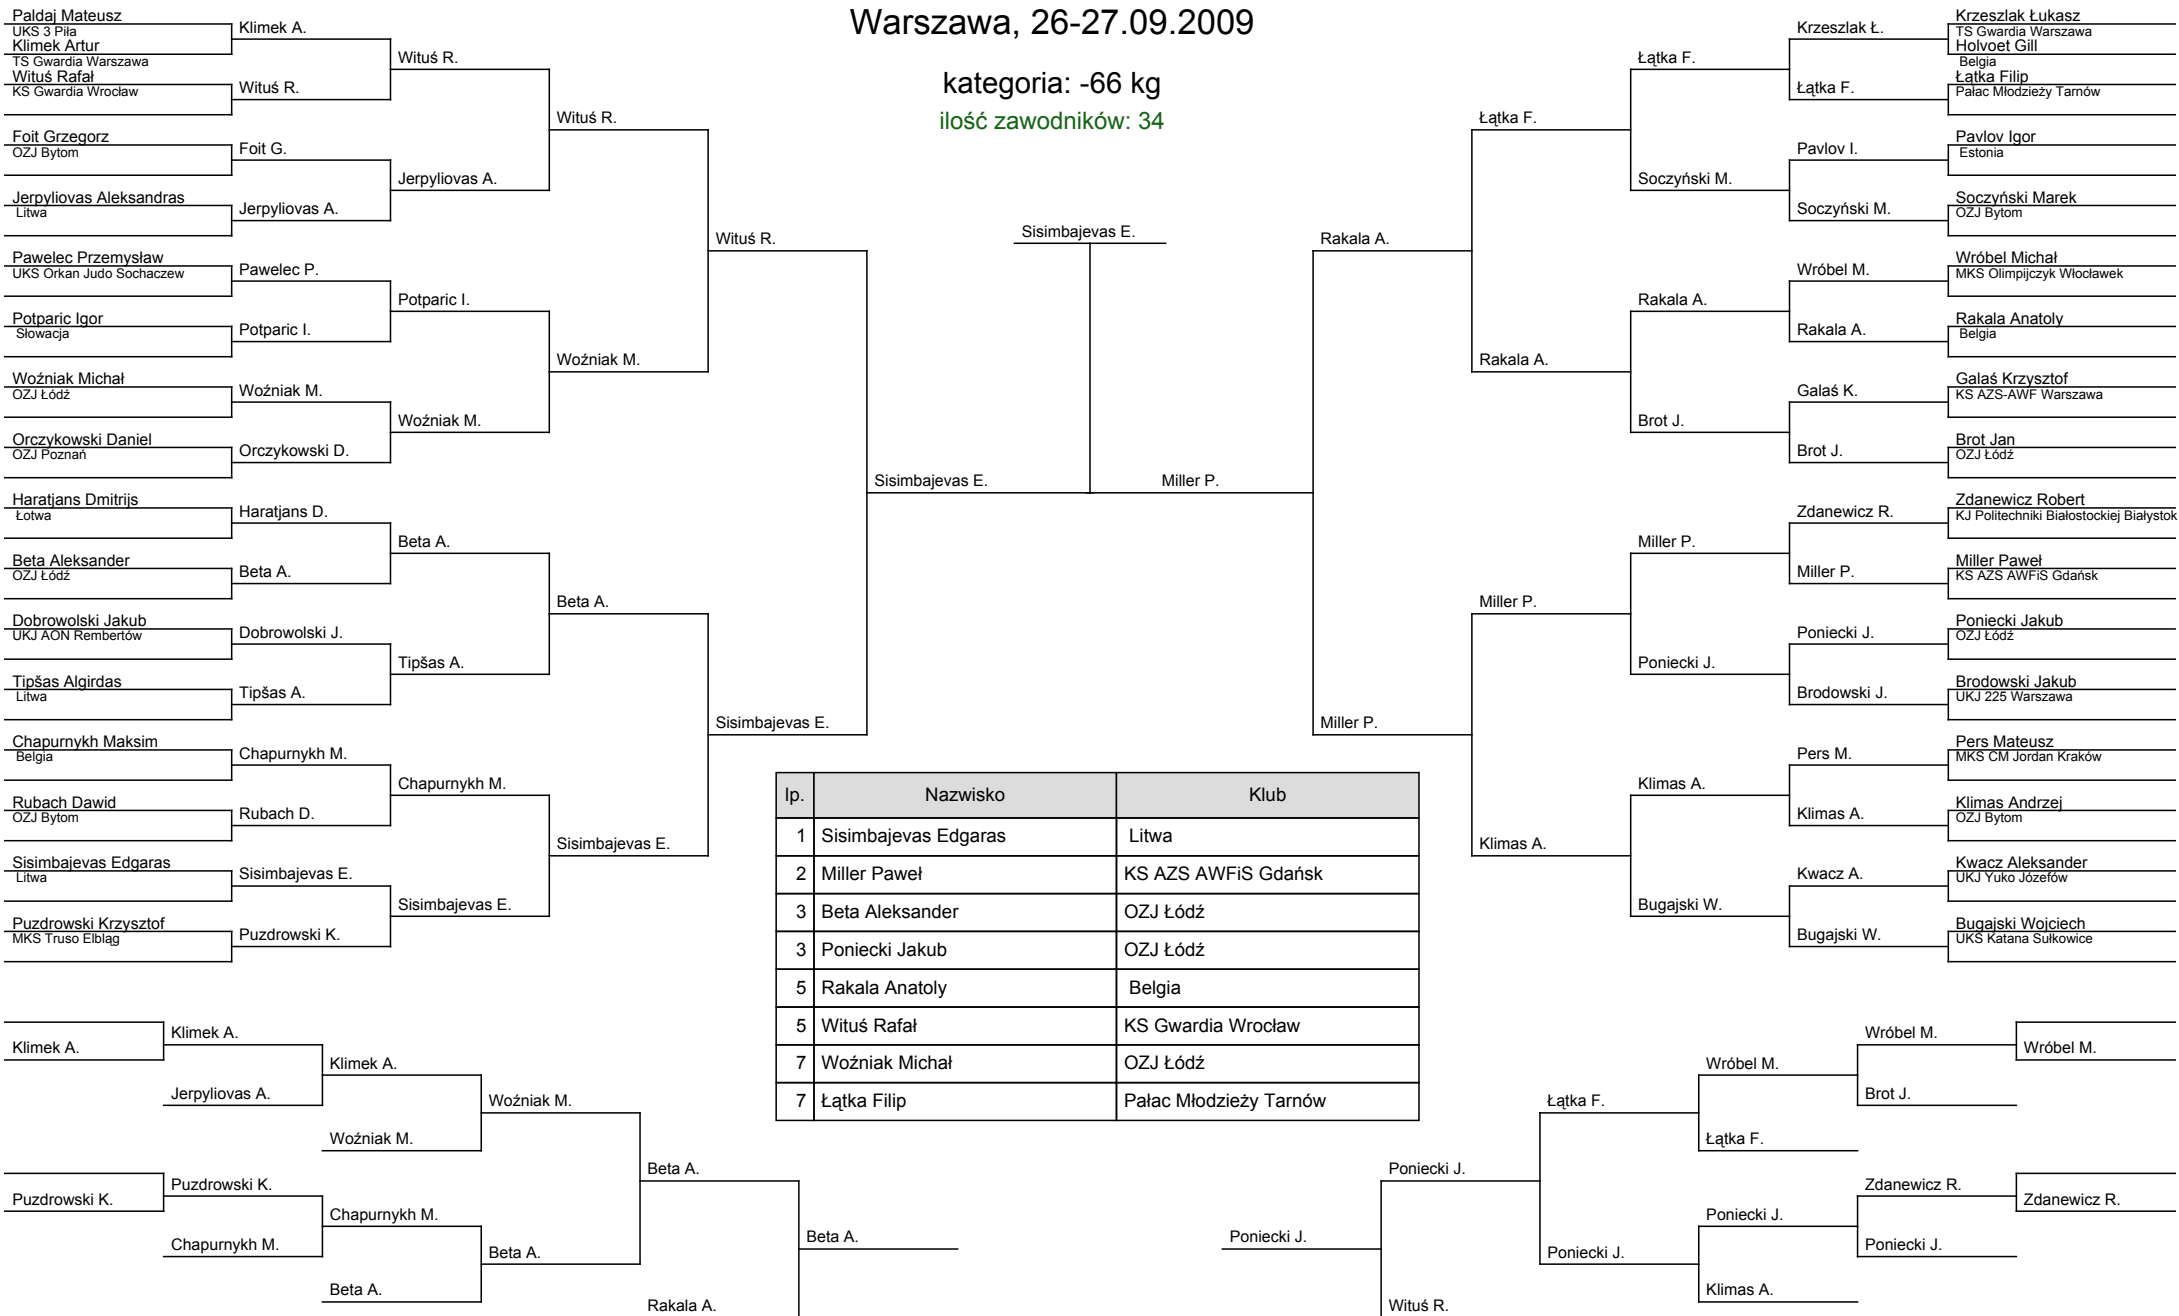 Warszawa, 26-27.09.2009
kategoria: -66 kg
ilość zawodników: 34
Paldaj Mateusz
UKS 3 Piła
Klimek Artur
TS Gwardia Warszawa
Wituś Rafał
KS Gwardia Wrocław
Foit Grzegorz
OZJ Bytom
Jerpyliovas Aleksandras
Litwa
Pawelec Przemysław
UKS Orkan Judo Sochaczew
Potparic Igor
Słowacja
Woźniak Michał
OZJ Łódź
Orczykowski Daniel
OZJ Poznań
Haratjans Dmitrijs
Łotwa
Beta Aleksander
OZJ Łódź
Dobrowolski Jakub
UKJ AON Rembertów
Tipšas Algirdas
Litwa
Chapurnykh Maksim
Belgia
Rubach Dawid
OZJ Bytom
Sisimbajevas Edgaras
Litwa
Puzdrowski Krzysztof
MKS Truso Elbląg
Klimek A.
Wituś R.
Foit G.
Jerpyliovas A.
Pawelec P.
Potparic I.
Woźniak M.
Orczykowski D.
Haratjans D.
Beta A.
Dobrowolski J.
Tipšas A.
Chapurnykh M.
Rubach D.
Sisimbajevas E.
Puzdrowski K.
Wituś R.
Jerpyliovas A.
Potparic I.
Woźniak M.
Beta A.
Tipšas A.
Chapurnykh M.
Sisimbajevas E.
Wituś R.
Woźniak M.
Beta A.
Sisimbajevas E.
Wituś R.
Sisimbajevas E.
Sisimbajevas E.
Sisimbajevas E.
Miller P.
Rakala A.
Miller P.
Łątka F.
Rakala A.
Miller P.
Klimas A.
Łątka F.
Soczyński M.
Rakala A.
Brot J.
Miller P.
Poniecki J.
Klimas A.
Bugajski W.
Krzeszlak Ł.
Łątka F.
Pavlov I.
Soczyński M.
Wróbel M.
Rakala A.
Galaś K.
Brot J.
Zdanewicz R.
Miller P.
Poniecki J.
Brodowski J.
Pers M.
Klimas A.
Kwacz A.
Bugajski W.
Krzeszlak Łukasz
TS Gwardia Warszawa
Holvoet Gill
Belgia
Łątka Filip
Pałac Młodzieży Tarnów
Pavlov Igor
Estonia
Soczyński Marek
OZJ Bytom
Wróbel Michał
MKS Olimpijczyk Włocławek
Rakala Anatoly
Belgia
Galaś Krzysztof
KS AZS-AWF Warszawa
Brot Jan
OZJ Łódź
Zdanewicz Robert
KJ Politechniki Białostockiej Białystok
Miller Paweł
KS AZS AWFiS Gdańsk
Poniecki Jakub
OZJ Łódź
Brodowski Jakub
UKJ 225 Warszawa
Pers Mateusz
MKS CM Jordan Kraków
Klimas Andrzej
OZJ Bytom
Kwacz Aleksander
UKJ Yuko Józefów
Bugajski Wojciech
UKS Katana Sułkowice
lp. Nazwisko Klub
1 Sisimbajevas Edgaras Litwa
2 Miller Paweł KS AZS AWFiS Gdańsk
3 Beta Aleksander OZJ Łódź
3 Poniecki Jakub OZJ Łódź
5 Rakala Anatoly Belgia
5 Wituś Rafał KS Gwardia Wrocław
7 Woźniak Michał OZJ Łódź
7 Łątka Filip Pałac Młodzieży Tarnów
Klimek A.
Puzdrowski K.
Klimek A.
Jerpyliovas A.
Puzdrowski K.
Chapurnykh M.
Klimek A.
Woźniak M.
Chapurnykh M.
Beta A.
Woźniak M.
Beta A.
Beta A.
Rakala A.
Beta A.
Poniecki J.
Poniecki J.
Wituś R.
Łątka F.
Poniecki J.
Wróbel M.
Łątka F.
Poniecki J.
Klimas A.
Wróbel M.
Brot J.
Zdanewicz R.
Poniecki J.
Wróbel M.
Zdanewicz R.